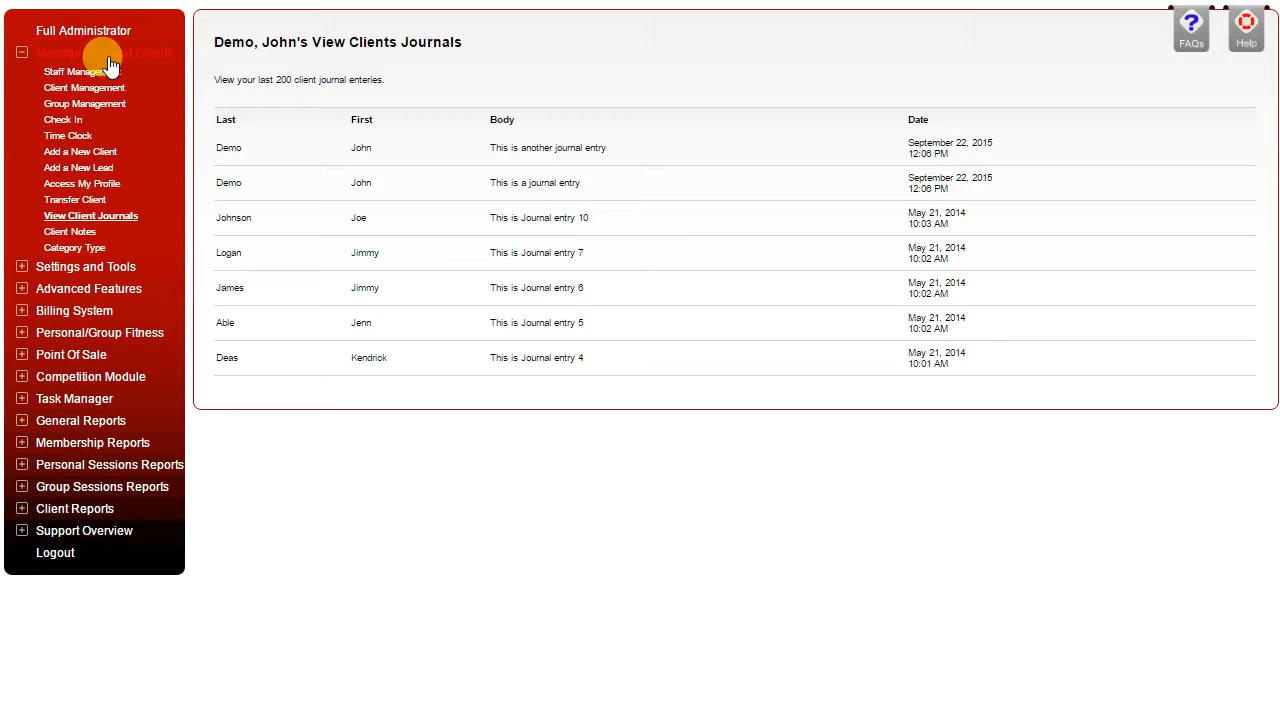 Full Administrator
Clients
Staff
Client Management
Group Management
Check In
Time Clock
Add a New Client
Add a New Lead
Access My Profile
Transfer Client
View Client Journals
Client Notes
Category Type
Settings and Tools
Advanced Features
Billing System
Personal/Group Fitness
Point Of Sale
Competition Module
Task Manager
General Reports
Membership Reports
Personal Sessions Reports
Group Sessions Reports
Client Reports
Support Overview
Logout
FAQs
Help
Demo, John's View Clients Journals
View your last 200 client journal enteries.
Last First Body Date
Demo John This is another journal entry September 22, 2015
12:06 PM
Demo John This is a journal entry September 22, 2015
12:06 PM
Johnson Joe This is Journal entry 10 May 21, 2014
10:03 AM
Logan Jimmy This is Journal entry 7 May 21, 2014
10:02 AM
James Jimmy This is Journal entry 6 May 21, 2014
10:02 AM
Able Jenn This is Journal entry 5 May 21, 2014
10:02 AM
Deas Kendrick This is Journal entry 4 May 21, 2014
10:01 AM